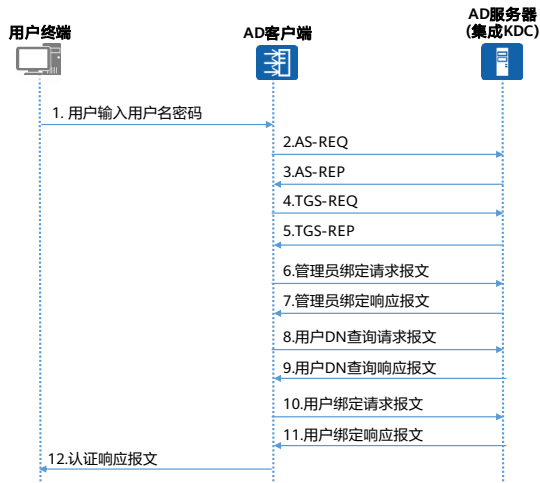 用户终端
AD客户端
AD服务器
(集成KDC)
1. 用户输入用户名密码
2.AS-REQ
3.AS-REP
4.TGS-REQ
5.TGS-REP
6.管理员绑定请求报文
7.管理员绑定响应报文
8.用户DN查询请求报文
9.用户DN查询响应报文
10.用户绑定请求报文
11.用户绑定响应报文
12.认证响应报文